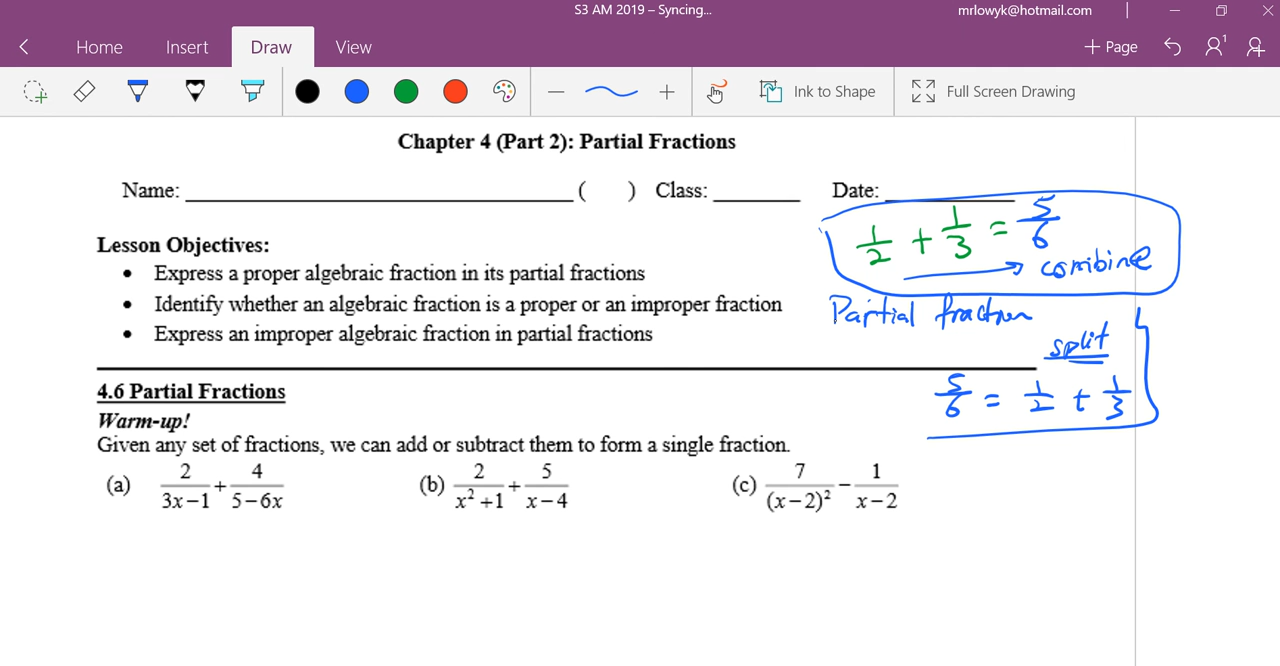 S3 AM 2019 – Syncing...
mrlowyk@hotmail.com
Home Insert Draw View
+ Page
1
Ink to Shape
Full Screen Drawing
Chapter 4 (Part 2): Partial Fractions
Name: ____ ( ) Class: ____ Date: ____
1/2 + 1/3 = 5/6
→ combine
Lesson Objectives:
• Express a proper algebraic fraction in its partial fractions
• Identify whether an algebraic fraction is a proper or an improper fraction
• Express an improper algebraic fraction in partial fractions
Partial fraction
split
5/6 = 1/2 + 1/3
4.6 Partial Fractions
Warm-up!
Given any set of fractions, we can add or subtract them to form a single fraction.
(a) 2/(3x−1) + 4/(5−6x) (b) 2/(x²+1) + 5/(x−4) (c) 7/(x−2)² − 1/(x−2)